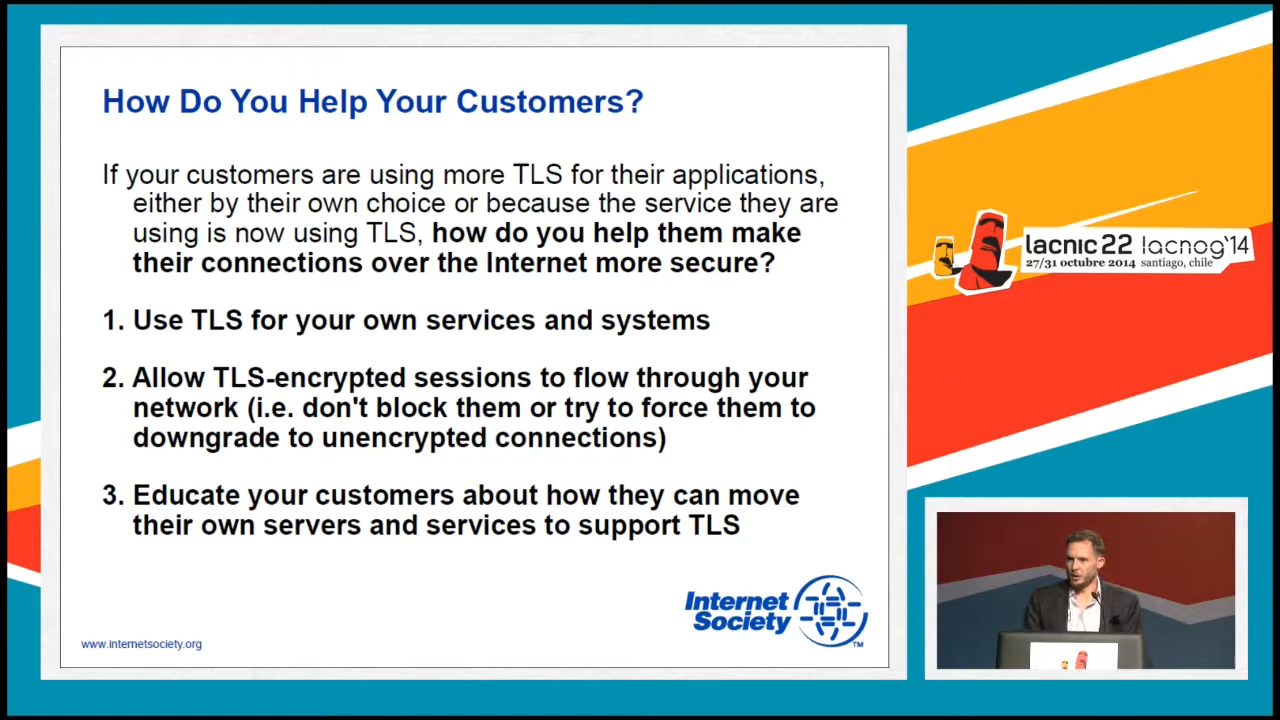 How Do You Help Your Customers?
If your customers are using more TLS for their applications,
either by their own choice or because the service they are
using is now using TLS, how do you help them make
their connections over the Internet more secure?
1. Use TLS for your own services and systems
2. Allow TLS-encrypted sessions to flow through your
network (i.e. don't block them or try to force them to
downgrade to unencrypted connections)
3. Educate your customers about how they can move
their own servers and services to support TLS
www.internetsociety.org
Internet
Society
TM
lacnic 22 lacnog'14
27/31 octubre 2014 santiago, chile